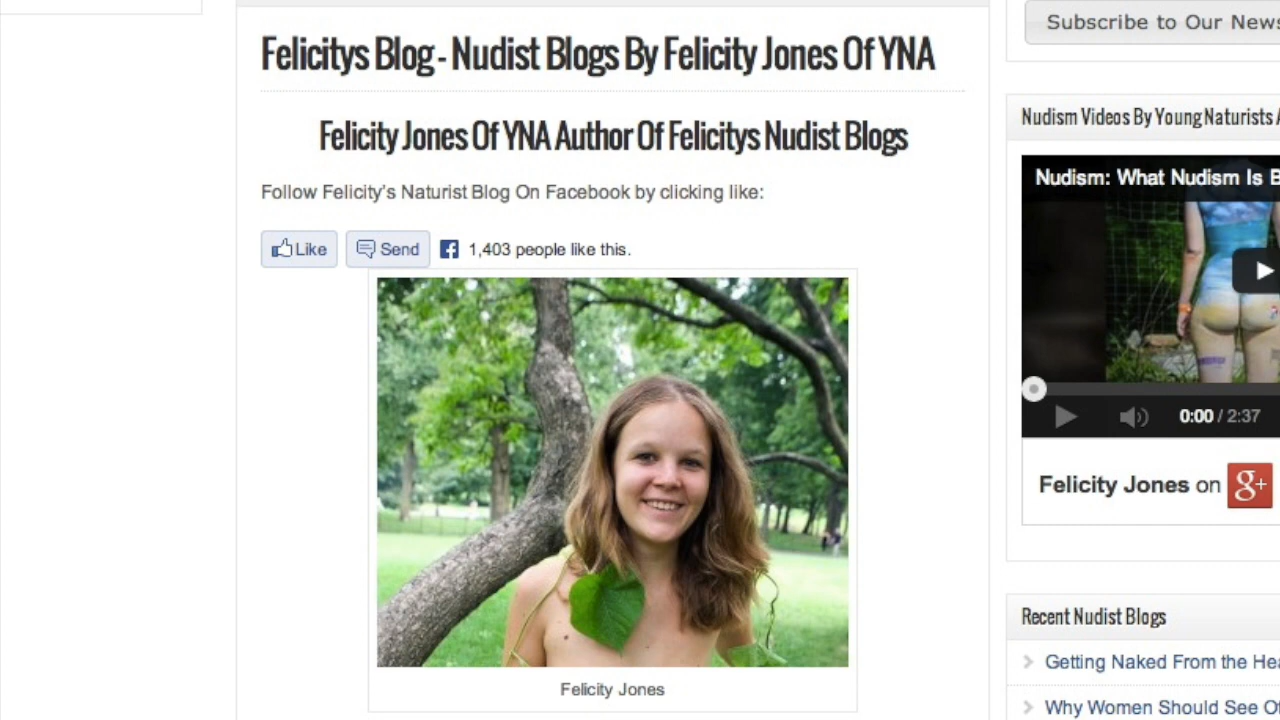 Subscribe to Our News
Felicitys Blog - Nudist Blogs By Felicity Jones Of YNA
Nudism Videos By Young Naturists
Felicity Jones Of YNA Author Of Felicitys Nudist Blogs
Nudism: What Nudism Is B
Follow Felicity's Naturist Blog On Facebook by clicking like:
Like Send f 1,403 people like this.
0:00 / 2:37
Felicity Jones on g+
Recent Nudist Blogs
Getting Naked From the Hea
Felicity Jones
Why Women Should See